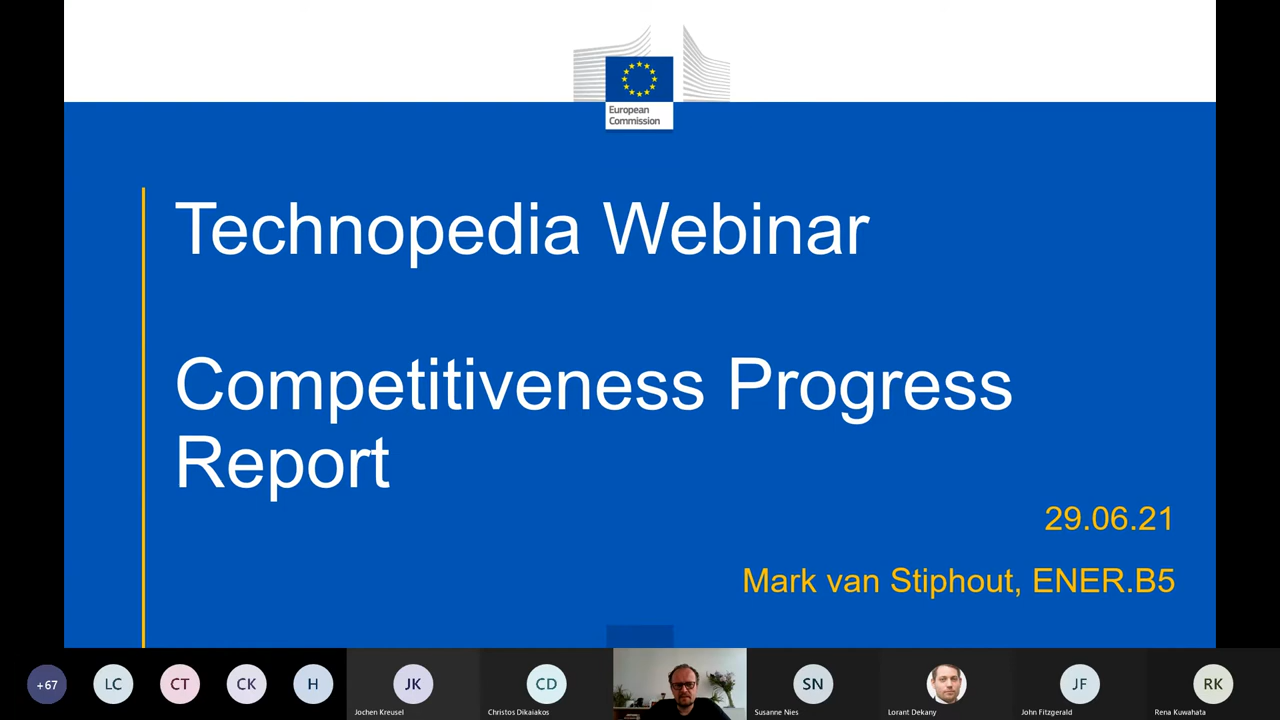 European
Commission
Technopedia Webinar
Competitiveness Progress
Report
29.06.21
Mark van Stiphout, ENER.B5
+67
LC
CT
CK
H
JK
CD
SN
JF
RK
Jochen Kreusel
Christos Dikaiakos
Susanne Nies
Lorant Dekany
John Fitzgerald
Rena Kuwahata